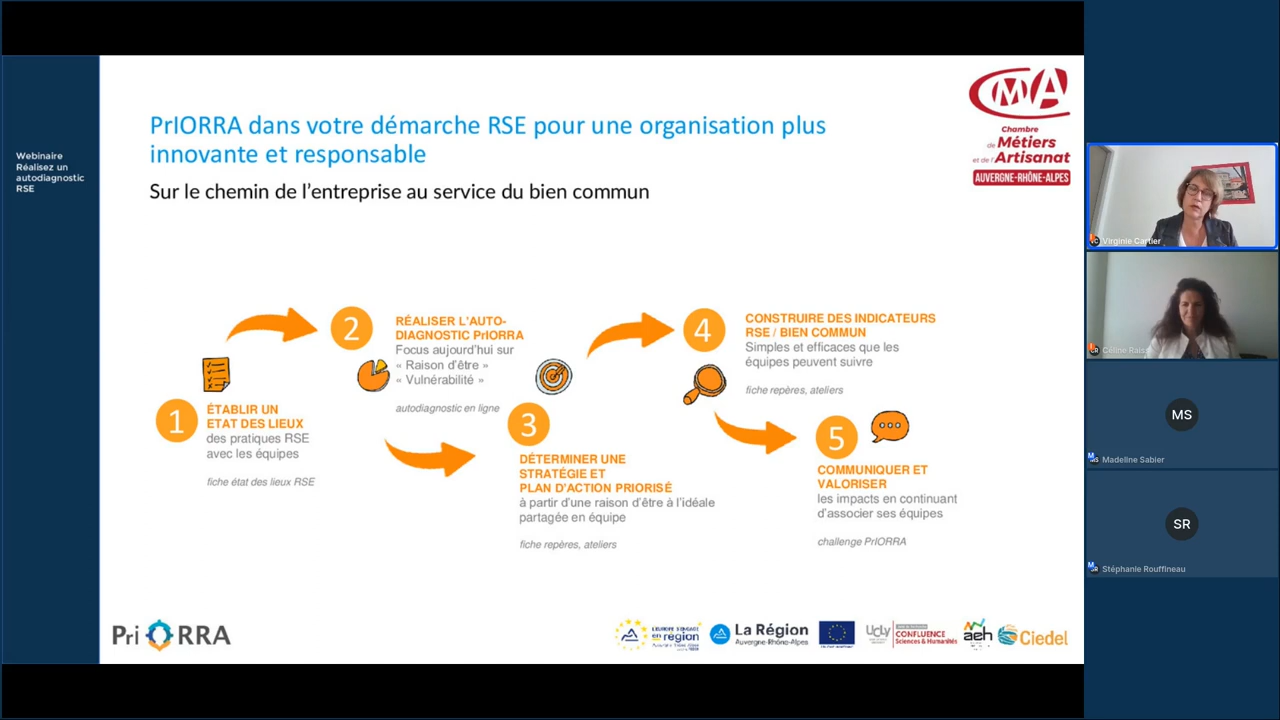 Webinaire
Réalisez un
autodiagnostic
RSE
PrIORRA dans votre démarche RSE pour une organisation plus
innovante et responsable
Sur le chemin de l'entreprise au service du bien commun
CMA
Chambre
de Métiers
et de l'Artisanat
AUVERGNE-RHÔNE-ALPES
1
ÉTABLIR UN
ETAT DES LIEUX
des pratiques RSE
avec les équipes
fiche état des lieux RSE
2
RÉALISER L'AUTO-
DIAGNOSTIC PrIORRA
Focus aujourd'hui sur
« Raison d'être »
« Vulnérabilité »
autodiagnostic en ligne
3
DÉTERMINER UNE
STRATÉGIE ET
PLAN D'ACTION PRIORISÉ
à partir d'une raison d'être à l'idéale
partagée en équipe
fiche repères, ateliers
4
CONSTRUIRE DES INDICATEURS
RSE / BIEN COMMUN
Simples et efficaces que les
équipes peuvent suivre
fiche repères, ateliers
5
COMMUNIQUER ET
VALORISER
les impacts en continuant
d'associer ses équipes
challenge PrIORRA
PriORRA
en région
La Région
Auvergne-Rhône-Alpes
UCLy
CONFLUENCE
Sciences & Humanités
aeh
Ciedel
Virginie Cartier
MS
Madeline Sabier
SR
Stéphanie Rouffineau